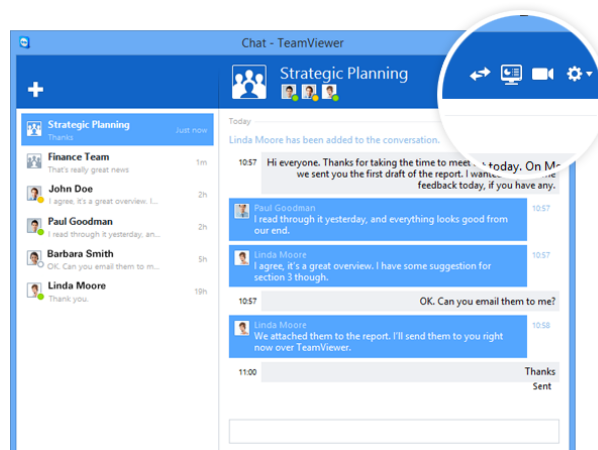 Chat - TeamViewer
Strategic Planning
Strategic Planning
Thanks
Just now
Finance Team
That's really great news
1m
John Doe
I agree, it's a great overview. I...
2h
Paul Goodman
I read through it yesterday, an...
2h
Barbara Smith
OK. Can you email them to m...
5h
Linda Moore
Thank you.
19h
Today
Linda Moore has been added to the conversation.
10:57
Hi everyone. Thanks for taking the time to meet today. On Mo
we sent you the first draft of the report. I wanted me
feedback today, if you have any.
Paul Goodman
10:57
I read through it yesterday, and everything looks good from
our end.
Linda Moore
10:57
I agree, it's a great overview. I have some suggestion for
section 3 though.
10:57
OK. Can you email them to me?
Linda Moore
10:58
We attached them to the report. I'll send them to you right
now over TeamViewer.
11:00
Thanks
Sent